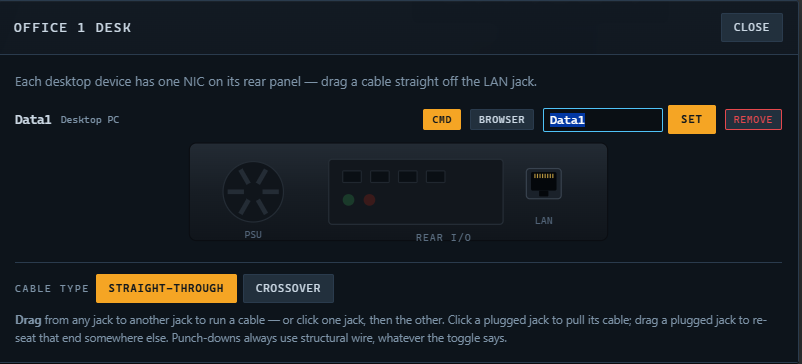 OFFICE 1 DESK
CLOSE
Each desktop device has one NIC on its rear panel — drag a cable straight off the LAN jack.
Data1 Desktop PC CMD BROWSER Data1 SET REMOVE
PSU
REAR I/O
LAN
CABLE TYPE STRAIGHT-THROUGH CROSSOVER
Drag from any jack to another jack to run a cable — or click one jack, then the other. Click a plugged jack to pull its cable; drag a plugged jack to re-
seat that end somewhere else. Punch-downs always use structural wire, whatever the toggle says.